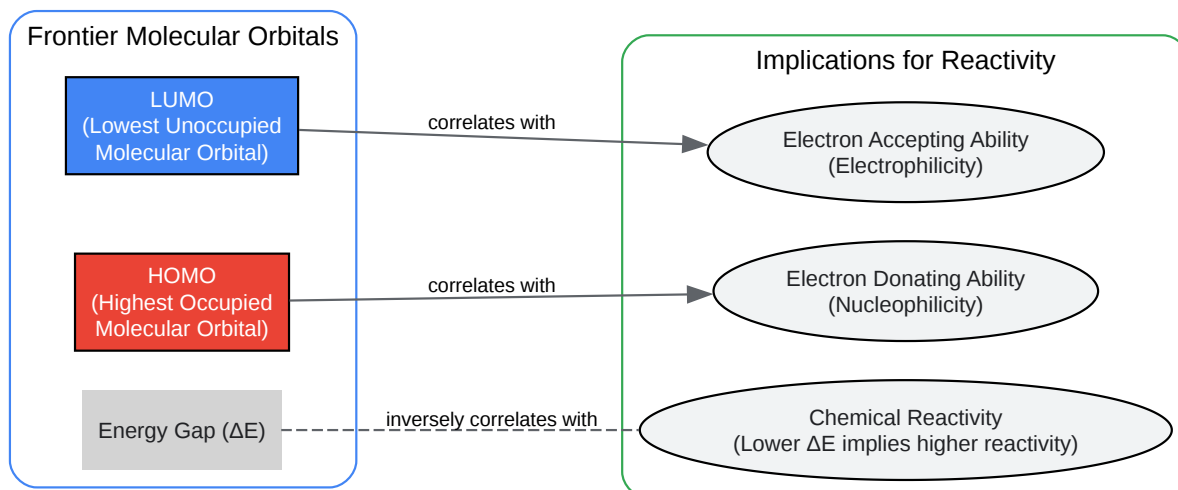 Frontier Molecular Orbitals
LUMO
(Lowest Unoccupied
Molecular Orbital)
correlates with
HOMO
(Highest Occupied
Molecular Orbital)
correlates with
Energy Gap (ΔE)
inversely correlates with
Implications for Reactivity
Electron Accepting Ability
(Electrophilicity)
Electron Donating Ability
(Nucleophilicity)
Chemical Reactivity
(Lower ΔE implies higher reactivity)